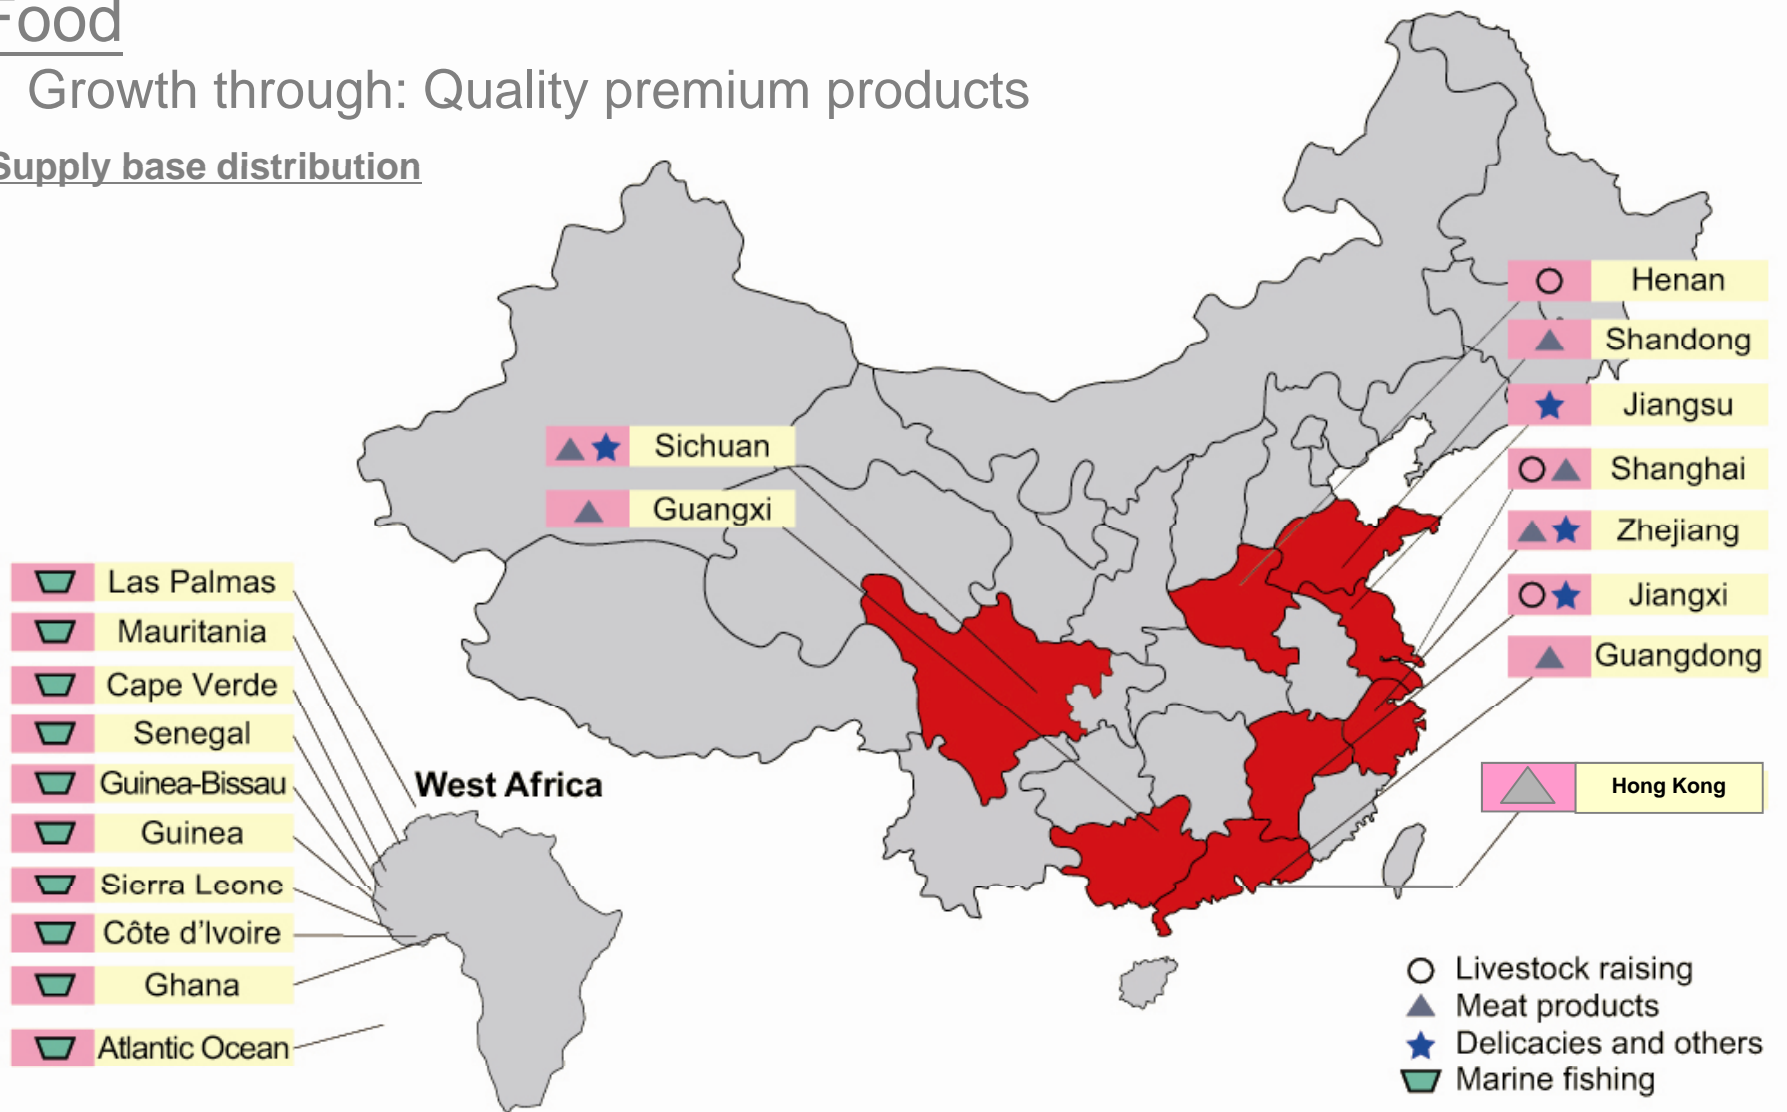 Food
Growth through: Quality premium products
Supply base distribution
Henan
Shandong
Jiangsu
Shanghai
Zhejiang
Jiangxi
Guangdong
Hong Kong
Sichuan
Guangxi
Las Palmas
Mauritania
Cape Verde
Senegal
Guinea-Bissau
Guinea
Sierra Leone
Côte d'Ivoire
Ghana
Atlantic Ocean
West Africa
Livestock raising
Meat products
Delicacies and others
Marine fishing